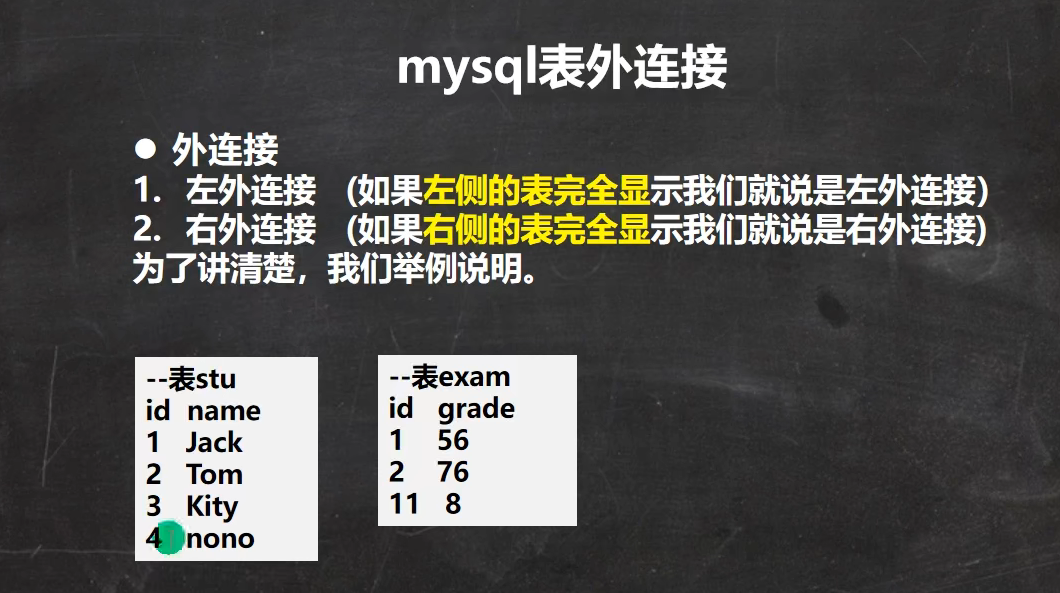 mysql表外连接
● 外连接
1. 左外连接 （如果左侧的表完全显示我们就说是左外连接）
2. 右外连接 （如果右侧的表完全显示我们就说是右外连接)
为了讲清楚，我们举例说明。
--表stu
id name
1 Jack
2 Tom
3 Kity
4 nono
--表exam
id grade
1 56
2 76
11 8